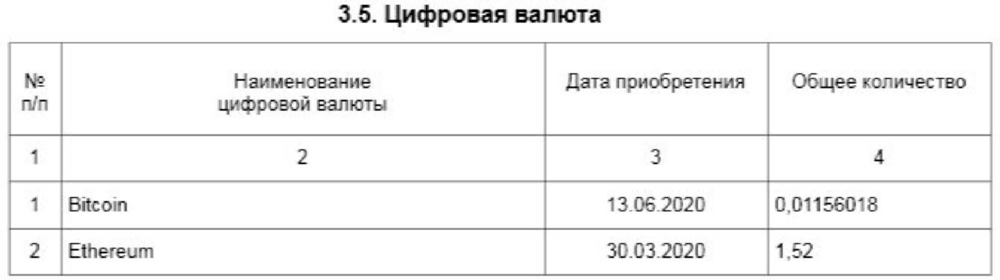 3.5. Цифровая валюта
№ п/п
Наименование цифровой валюты
Дата приобретения
Общее количество
1 2 3 4
1 Bitcoin 13.06.2020 0,01156018
2 Ethereum 30.03.2020 1,52